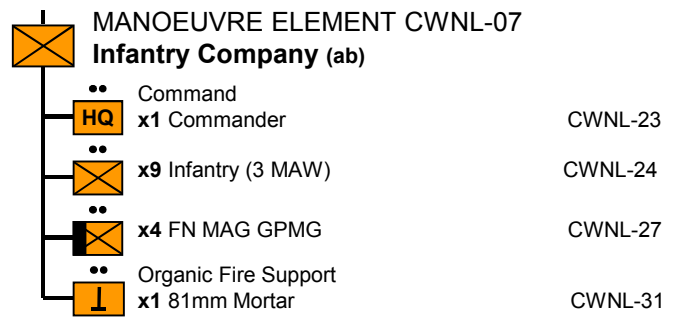 MANOEUVRE ELEMENT CWNL-07
Infantry Company (ab)
Command
HQ x1 Commander CWNL-23
x9 Infantry (3 MAW) CWNL-24
x4 FN MAG GPMG CWNL-27
Organic Fire Support
x1 81mm Mortar CWNL-31